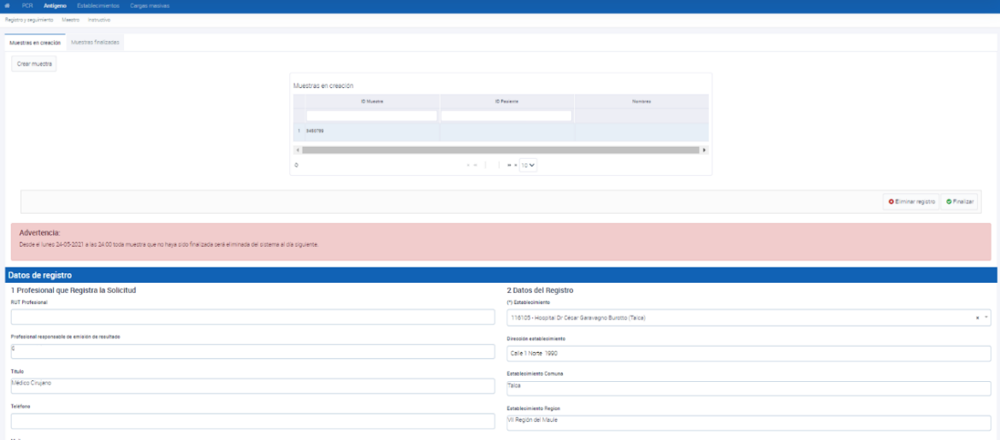 PCR Antígeno Establecimientos Cargas masivas
Registro y seguimiento Maestro Instructivo
Muestras en creación Muestras finalizadas
Crear muestra
Muestras en creación
ID Muestra ID Paciente Nombres
1 8480789
0 10
Eliminar registro Finalizar
Advertencia:
Desde el lunes 24-05-2021 a las 24:00 toda muestra que no haya sido finalizada será eliminada del sistema al día siguiente.
Datos de registro
1 Profesional que Registra la Solicitud
RUT Profesional
Profesional responsable de emisión de resultado
Título
Médico Cirujano
Teléfono
2 Datos del Registro
(*) Establecimiento
116105 - Hospital Dr César Garavagno Burotto (Talca)
Dirección establecimiento
Calle 1 Norte 1990
Establecimiento Comuna
Talca
Establecimiento Region
VII Región del Maule